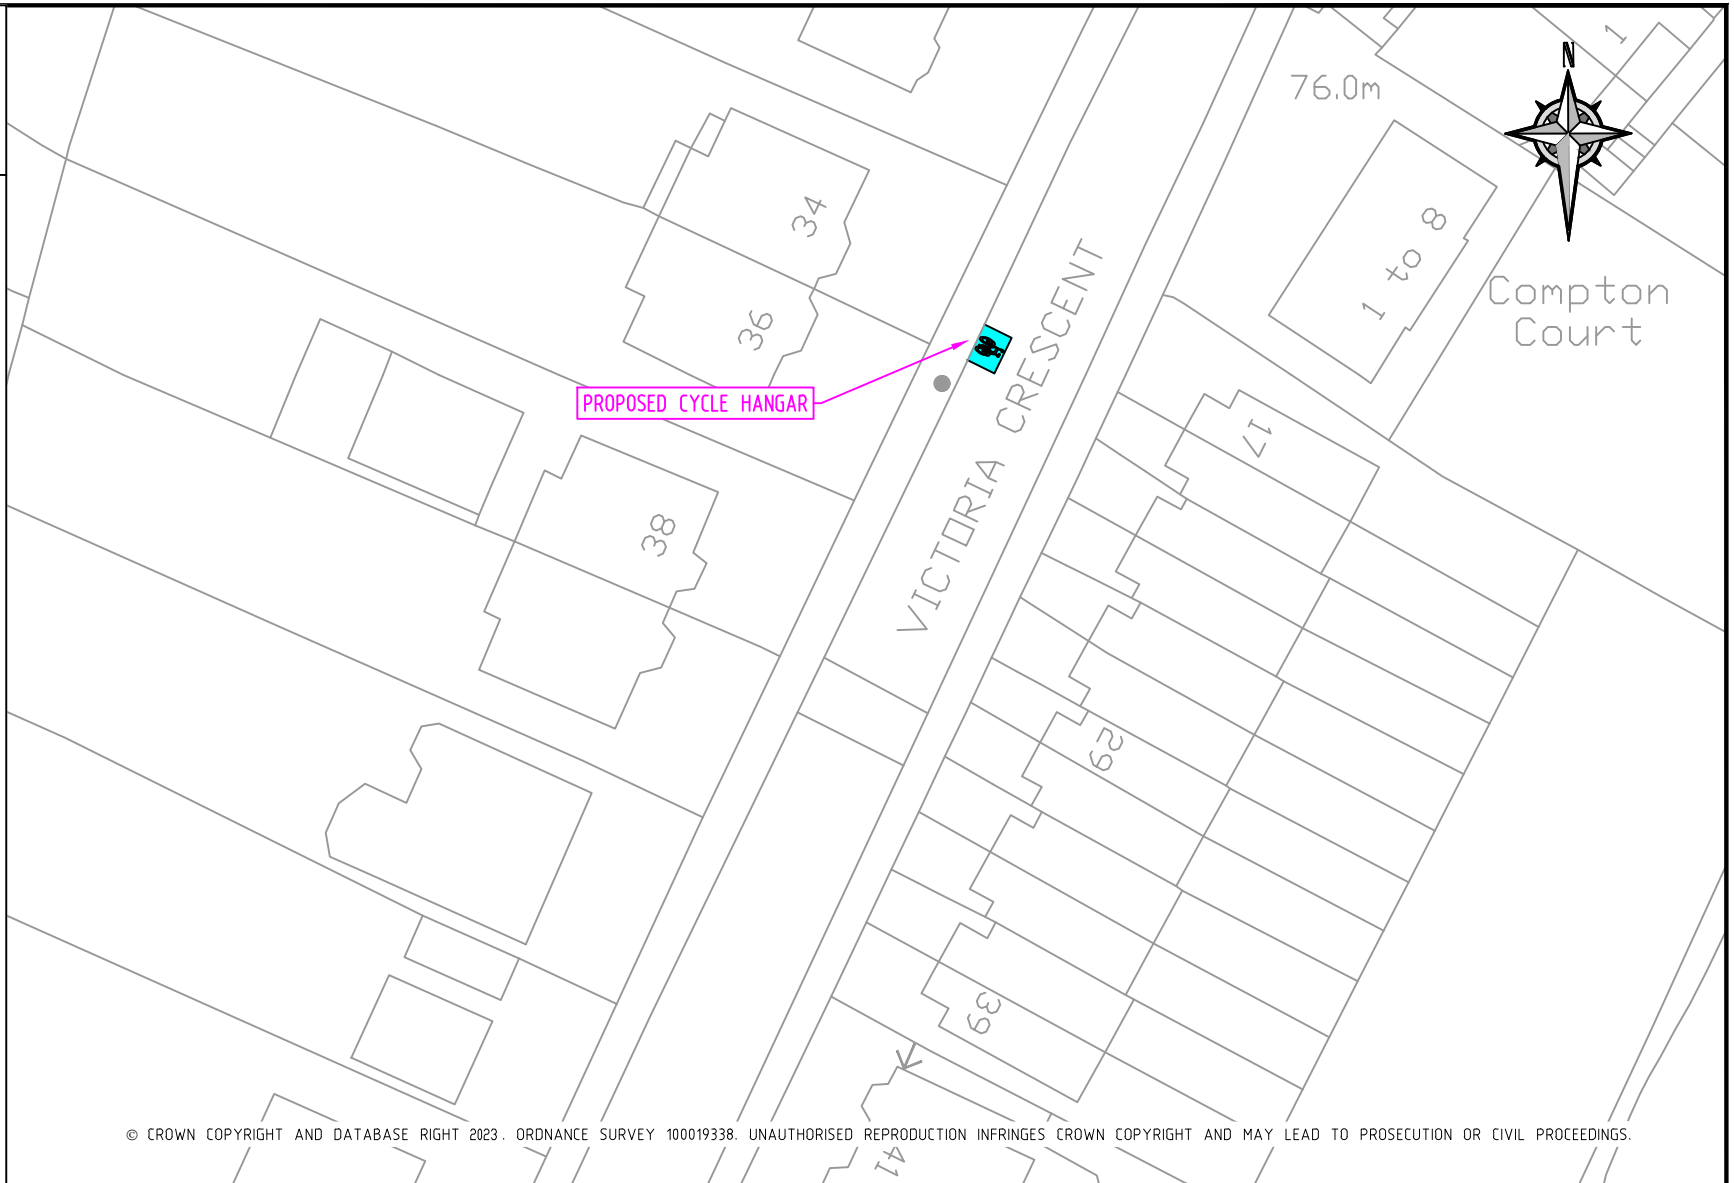 1
N
76.0m
34
1 to 8
VICTORIA CRESCENT
Compton
Court
36
PROPOSED CYCLE HANGAR
17
38
29
39
© CROWN COPYRIGHT AND DATABASE RIGHT 2023. ORDNANCE SURVEY 100019338. UNAUTHORISED REPRODUCTION INFRINGES CROWN COPYRIGHT AND MAY LEAD TO PROSECUTION OR CIVIL PROCEEDINGS.
41